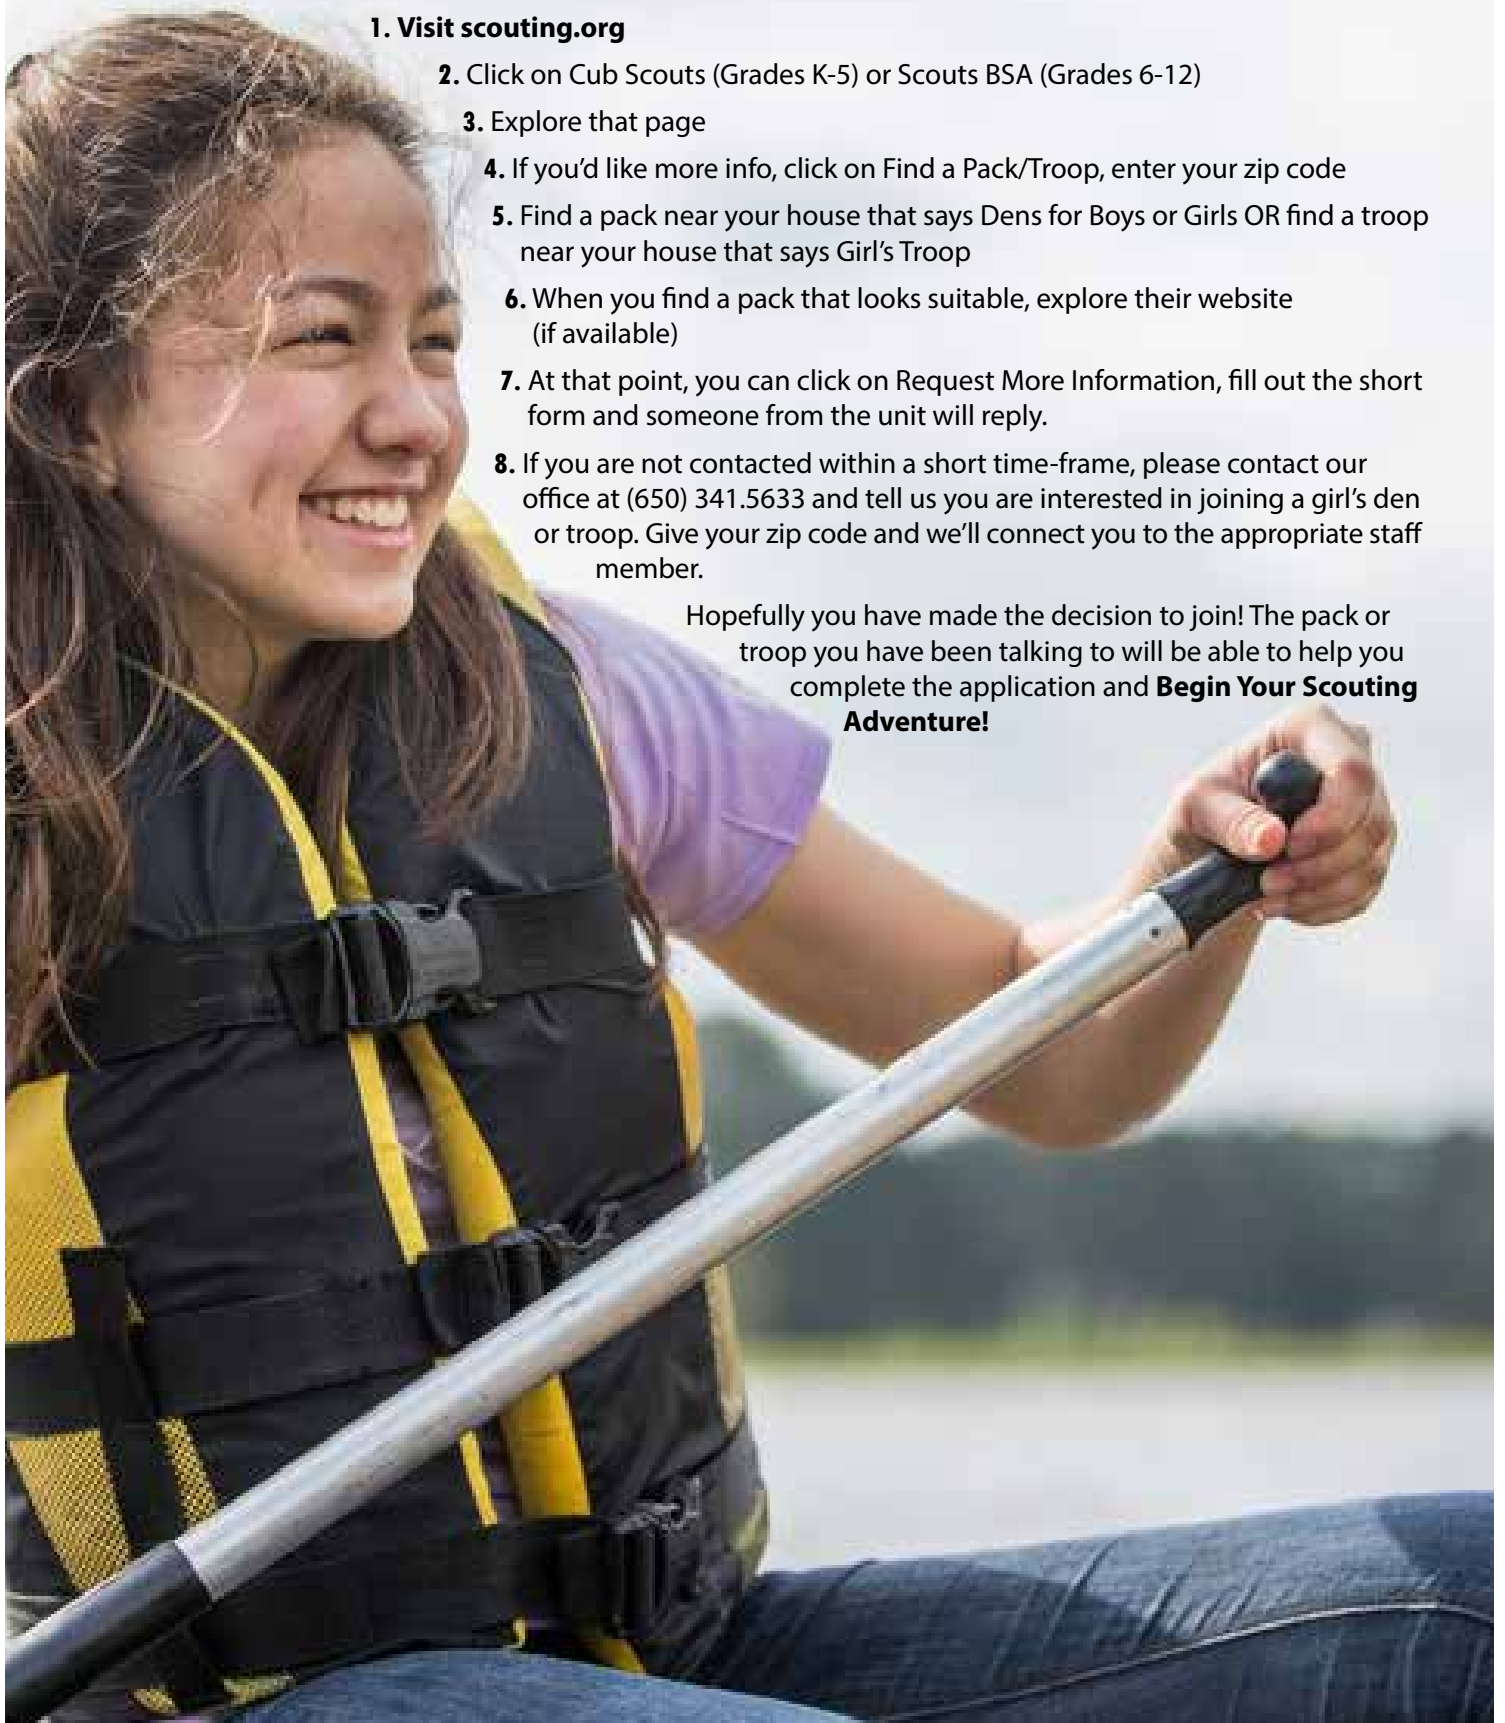 1. Visit scouting.org
2. Click on Cub Scouts (Grades K-5) or Scouts BSA (Grades 6-12)
3. Explore that page
4. If you’d like more info, click on Find a Pack/Troop, enter your zip code
5. Find a pack near your house that says Dens for Boys or Girls OR find a troop
near your house that says Girl’s Troop
6. When you find a pack that looks suitable, explore their website
(if available)
7. At that point, you can click on Request More Information, fill out the short
form and someone from the unit will reply.
8. If you are not contacted within a short time-frame, please contact our
office at (650) 341.5633 and tell us you are interested in joining a girl’s den
or troop. Give your zip code and we’ll connect you to the appropriate staff
member.
Hopefully you have made the decision to join! The pack or
troop you have been talking to will be able to help you
complete the application and Begin Your Scouting
Adventure!